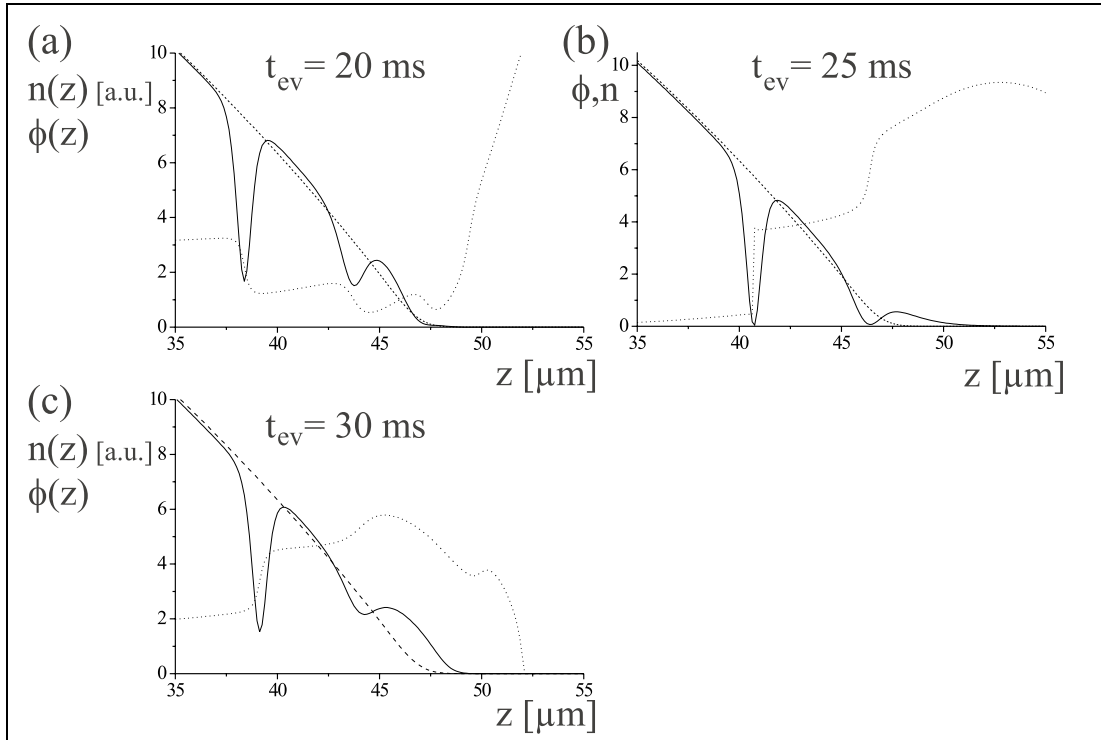 (a)
n(z) [a.u.]
ϕ(z)
t_ev = 20 ms
10
8
6
4
2
0
35 40 45 50 55
z [µm]
(b)
ϕ,n
t_ev = 25 ms
10
8
6
4
2
0
35 40 45 50 55
z [µm]
(c)
n(z) [a.u.]
ϕ(z)
t_ev = 30 ms
10
8
6
4
2
0
35 40 45 50 55
z [µm]